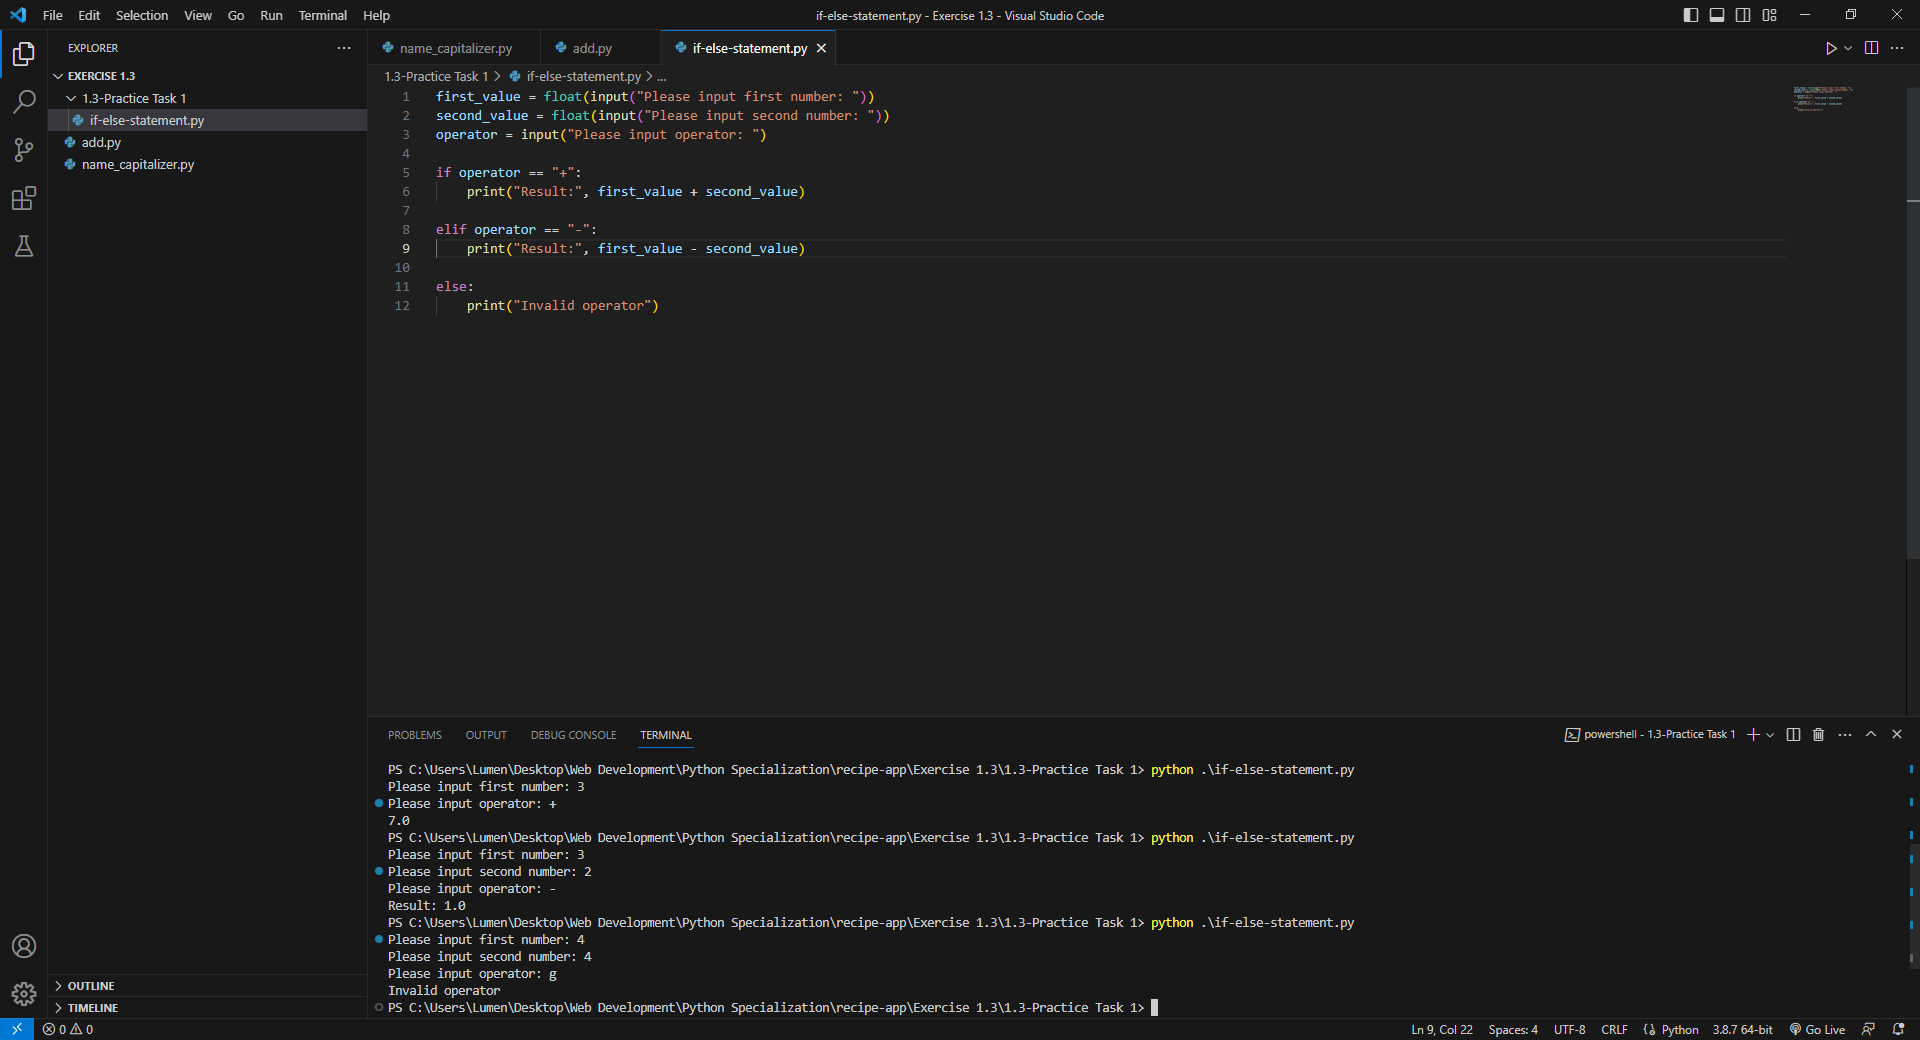 File Edit Selection View Go Run Terminal Help
if-else-statement.py - Exercise 1.3 - Visual Studio Code
EXPLORER
EXERCISE 1.3
1.3-Practice Task 1
if-else-statement.py
add.py
name_capitalizer.py
OUTLINE
TIMELINE
name_capitalizer.py add.py if-else-statement.py
1.3-Practice Task 1 > if-else-statement.py > ...
1 first_value = float(input("Please input first number: "))
2 second_value = float(input("Please input second number: "))
3 operator = input("Please input operator: ")
4
5 if operator == "+":
6 print("Result:", first_value + second_value)
7
8 elif operator == "-":
9 print("Result:", first_value - second_value)
10
11 else:
12 print("Invalid operator")
PROBLEMS OUTPUT DEBUG CONSOLE TERMINAL
powershell - 1.3-Practice Task 1
PS C:\Users\Lumen\Desktop\Web Development\Python Specialization\recipe-app\Exercise 1.3\1.3-Practice Task 1> python .\if-else-statement.py
Please input first number: 3
Please input operator: +
7.0
PS C:\Users\Lumen\Desktop\Web Development\Python Specialization\recipe-app\Exercise 1.3\1.3-Practice Task 1> python .\if-else-statement.py
Please input first number: 3
Please input second number: 2
Please input operator: -
Result: 1.0
PS C:\Users\Lumen\Desktop\Web Development\Python Specialization\recipe-app\Exercise 1.3\1.3-Practice Task 1> python .\if-else-statement.py
Please input first number: 4
Please input second number: 4
Please input operator: g
Invalid operator
PS C:\Users\Lumen\Desktop\Web Development\Python Specialization\recipe-app\Exercise 1.3\1.3-Practice Task 1>
0 0
Ln 9, Col 22 Spaces: 4 UTF-8 CRLF Python 3.8.7 64-bit Go Live